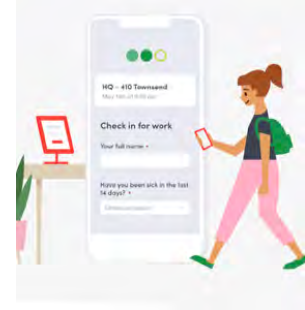 HQ – 410 Townsend
Check in for work
Your full name •
Have you been sick in the last
14 days? •